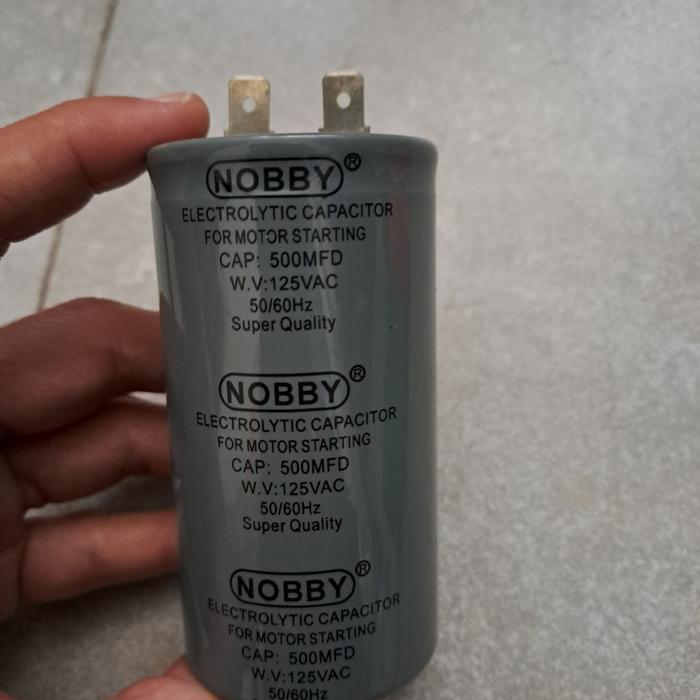 NOBBY®
ELECTROLYTIC CAPACITOR
FOR MOTOR STARTING
CAP: 500MFD
W.V:125VAC
50/60Hz
Super Quality
NOBBY®
ELECTROLYTIC CAPACITOR
FOR MOTOR STARTING
CAP: 500MFD
W.V:125VAC
50/60Hz
Super Quality
NOBBY®
ELECTROLYTIC CAPACITOR
FOR MOTOR STARTING
CAP: 500MFD
W.V:125VAC
50/60Hz